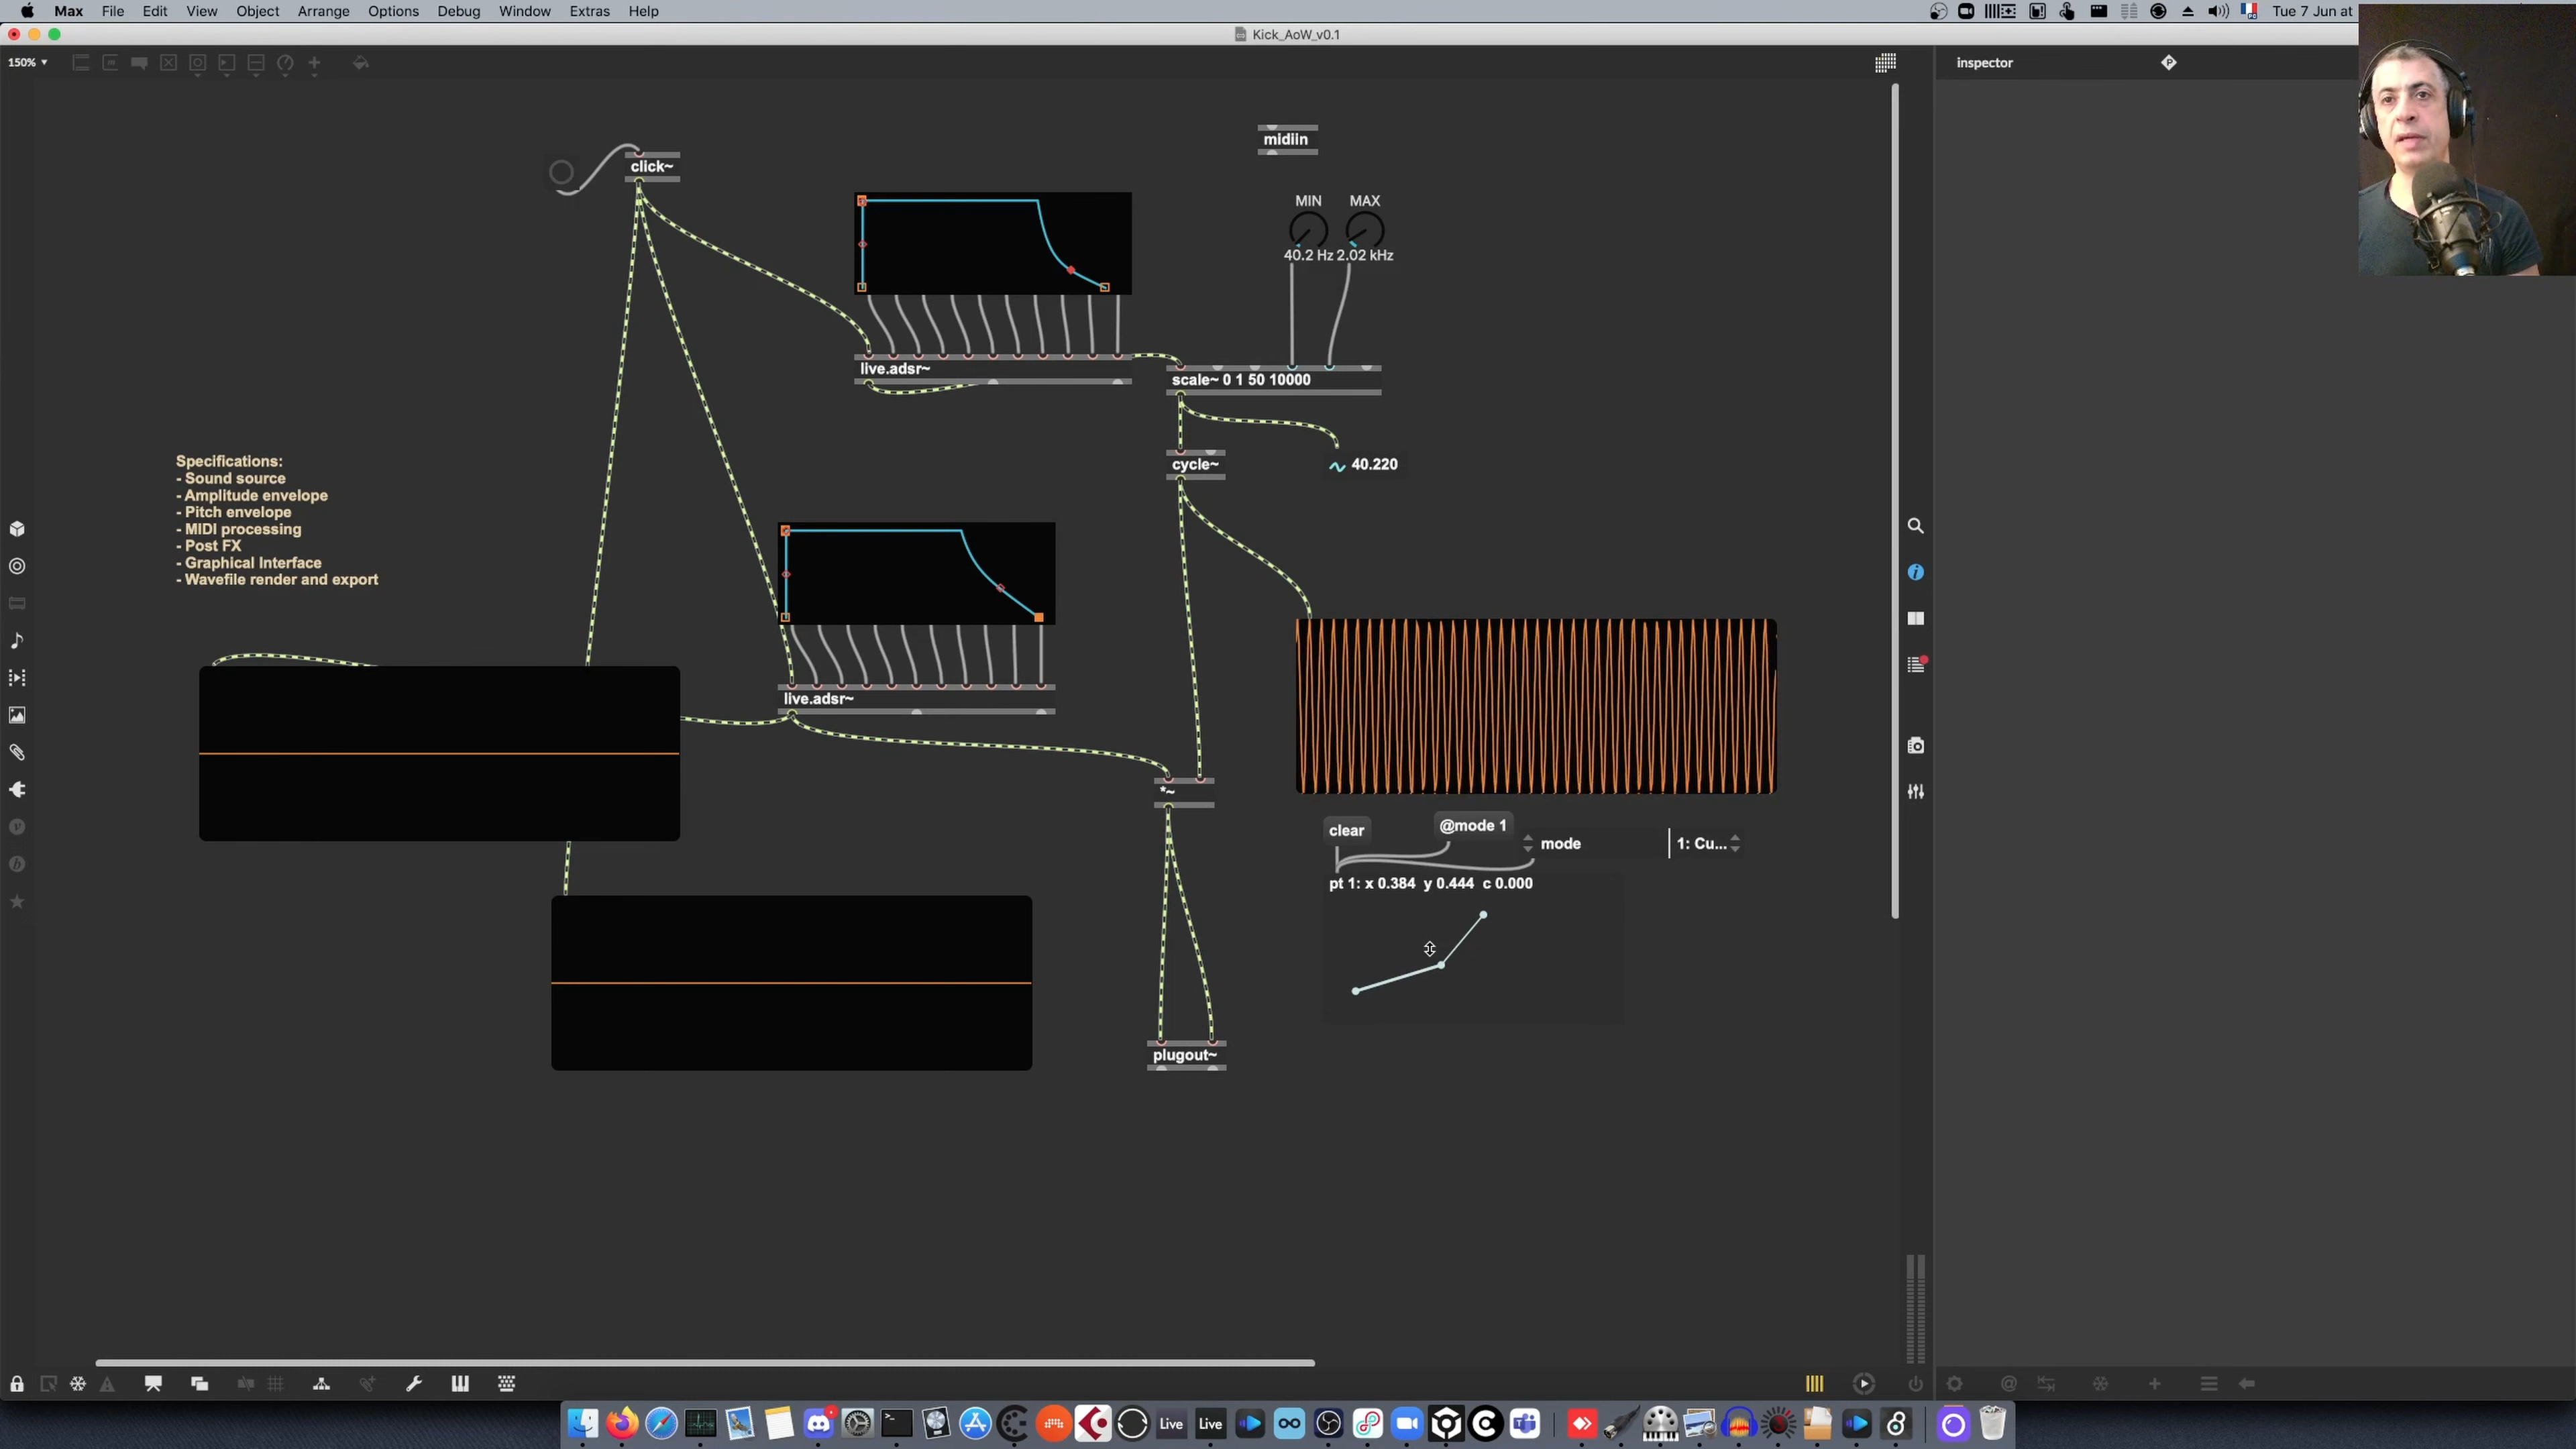 Max File Edit View Object Arrange Options Debug Window Extras Help Tue 7 Jun at
Kick_AoW_v0.1
150%
inspector
midiin
click~
MIN MAX
40.2 Hz 2.02 kHz
live.adsr~
scale~ 0 1 50 10000
cycle~
40.220
Specifications:
- Sound source
- Amplitude envelope
- Pitch envelope
- MIDI processing
- Post FX
- Graphical Interface
- Wavefile render and export
live.adsr~
*~
clear
@mode 1
mode
1: Cu...
pt 1: x 0.384 y 0.444 c 0.000
plugout~
Live
Live